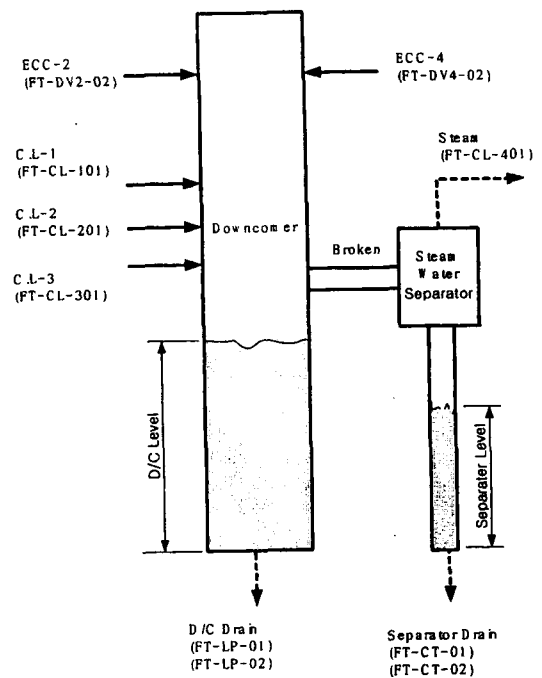 ECC-2
(FT-DV2-02)
ECC-4
(FT-DV4-02)
Steam
(FT-CL-401)
C.L-1
(FT-CL-101)
C.L-2
(FT-CL-201)
C.L-3
(FT-CL-301)
Downcomer
Broken
Steam
Water
Separator
D/C Level
Separater Level
D/C Drain
(FT-LP-01)
(FT-LP-02)
Separator Drain
(FT-CT-01)
(FT-CT-02)